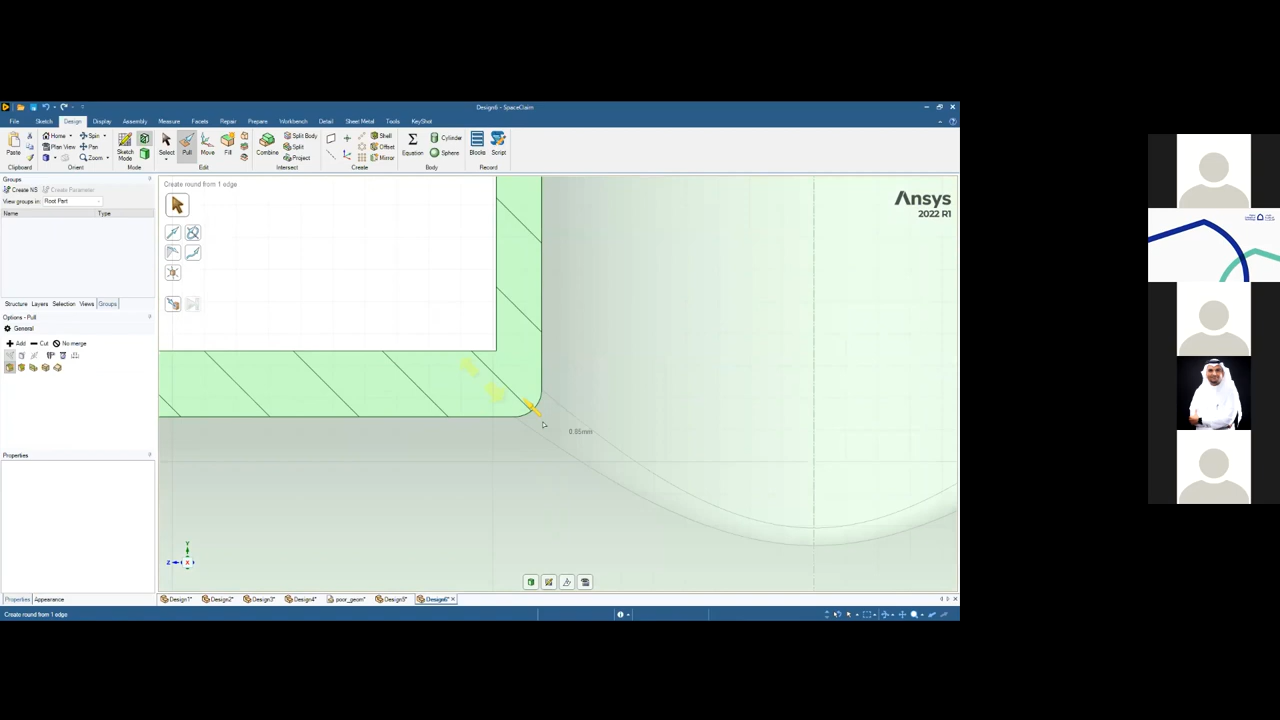 Design6 - SpaceClaim
File Sketch Design Display Assembly Measure Facets Repair Prepare Workbench Detail Sheet Metal Tools KeyShot
Home Spin Split Body Shell Cylinder
Plan View Pan Split Offset
Paste Zoom Sketch Mode Select Pull Move Fill Combine Project Mirror Equation Sphere Blocks Script
Clipboard Orient Mode Edit Intersect Create Body Record
Groups
Create NS Create Parameter
View groups in: Root Part
Name Type
Structure Layers Selection Views Groups
Options - Pull
General
Add Cut No merge
Properties
Properties Appearance
Create round from 1 edge
Ansys
2022 R1
0.85mm
Y
Z X
Design1* Design2* Design3* Design4* poor_geom* Design5* Design6*
Create round from 1 edge